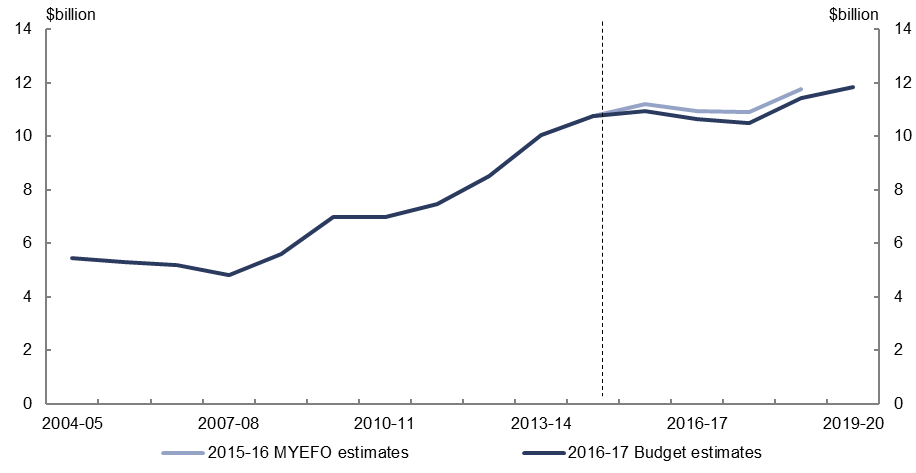 $billion $billion
14 14
12 12
10 10
8 8
6 6
4 4
2 2
0 0
2004-05 2007-08 2010-11 2013-14 2016-17 2019-20
2015-16 MYEFO estimates 2016-17 Budget estimates